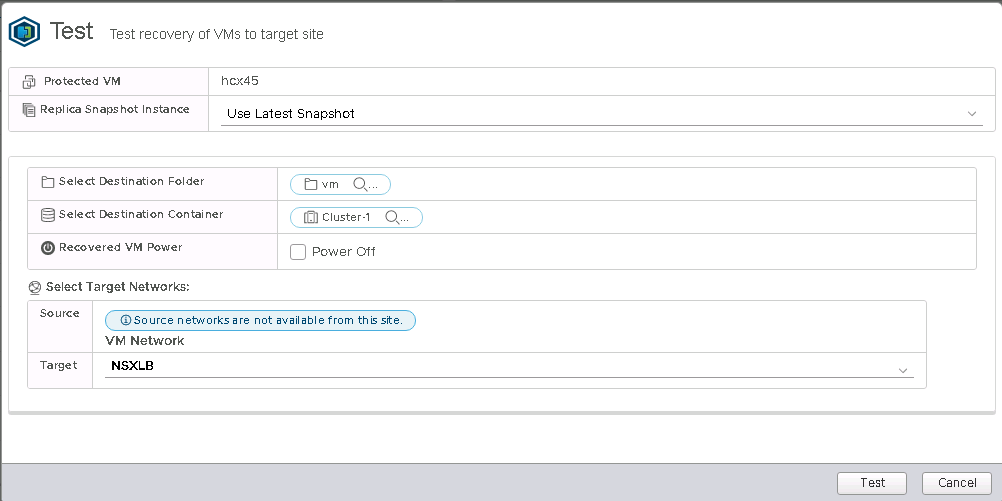 Test Test recovery of VMs to target site
Protected VM hcx45
Replica Snapshot Instance Use Latest Snapshot
Select Destination Folder vm ...
Select Destination Container Cluster-1 ...
Recovered VM Power Power Off
Select Target Networks:
Source Source networks are not available from this site.
VM Network
Target NSXLB
Test Cancel